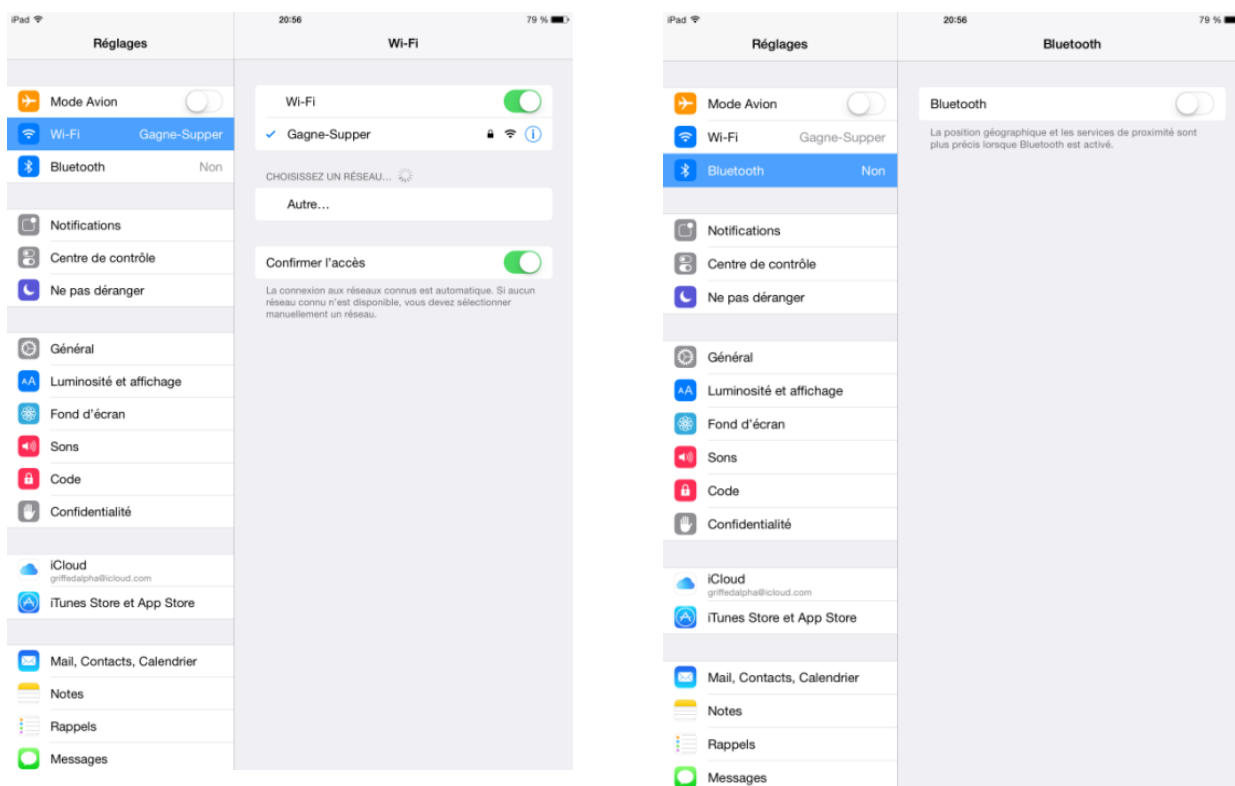 iPad 20:56 79 %
Réglages
Wi-Fi
Mode Avion
Wi-Fi Gagne-Supper
Bluetooth Non
Notifications
Centre de contrôle
Ne pas déranger
Général
AA Luminosité et affichage
Fond d'écran
Sons
Code
Confidentialité
iCloud
griffedalpha@icloud.com
iTunes Store et App Store
Mail, Contacts, Calendrier
Notes
Rappels
Messages
Wi-Fi
Gagne-Supper
CHOISISSEZ UN RÉSEAU...
Autre...
Confirmer l'accès
La connexion aux réseaux connus est automatique. Si aucun
réseau connu n'est disponible, vous devez sélectionner
manuellement un réseau.
iPad 20:56 79 %
Réglages
Bluetooth
Mode Avion
Wi-Fi Gagne-Supper
Bluetooth Non
Notifications
Centre de contrôle
Ne pas déranger
Général
AA Luminosité et affichage
Fond d'écran
Sons
Code
Confidentialité
iCloud
griffedalpha@icloud.com
iTunes Store et App Store
Mail, Contacts, Calendrier
Notes
Rappels
Messages
Bluetooth
La position géographique et les services de proximité sont
plus précis lorsque Bluetooth est activé.